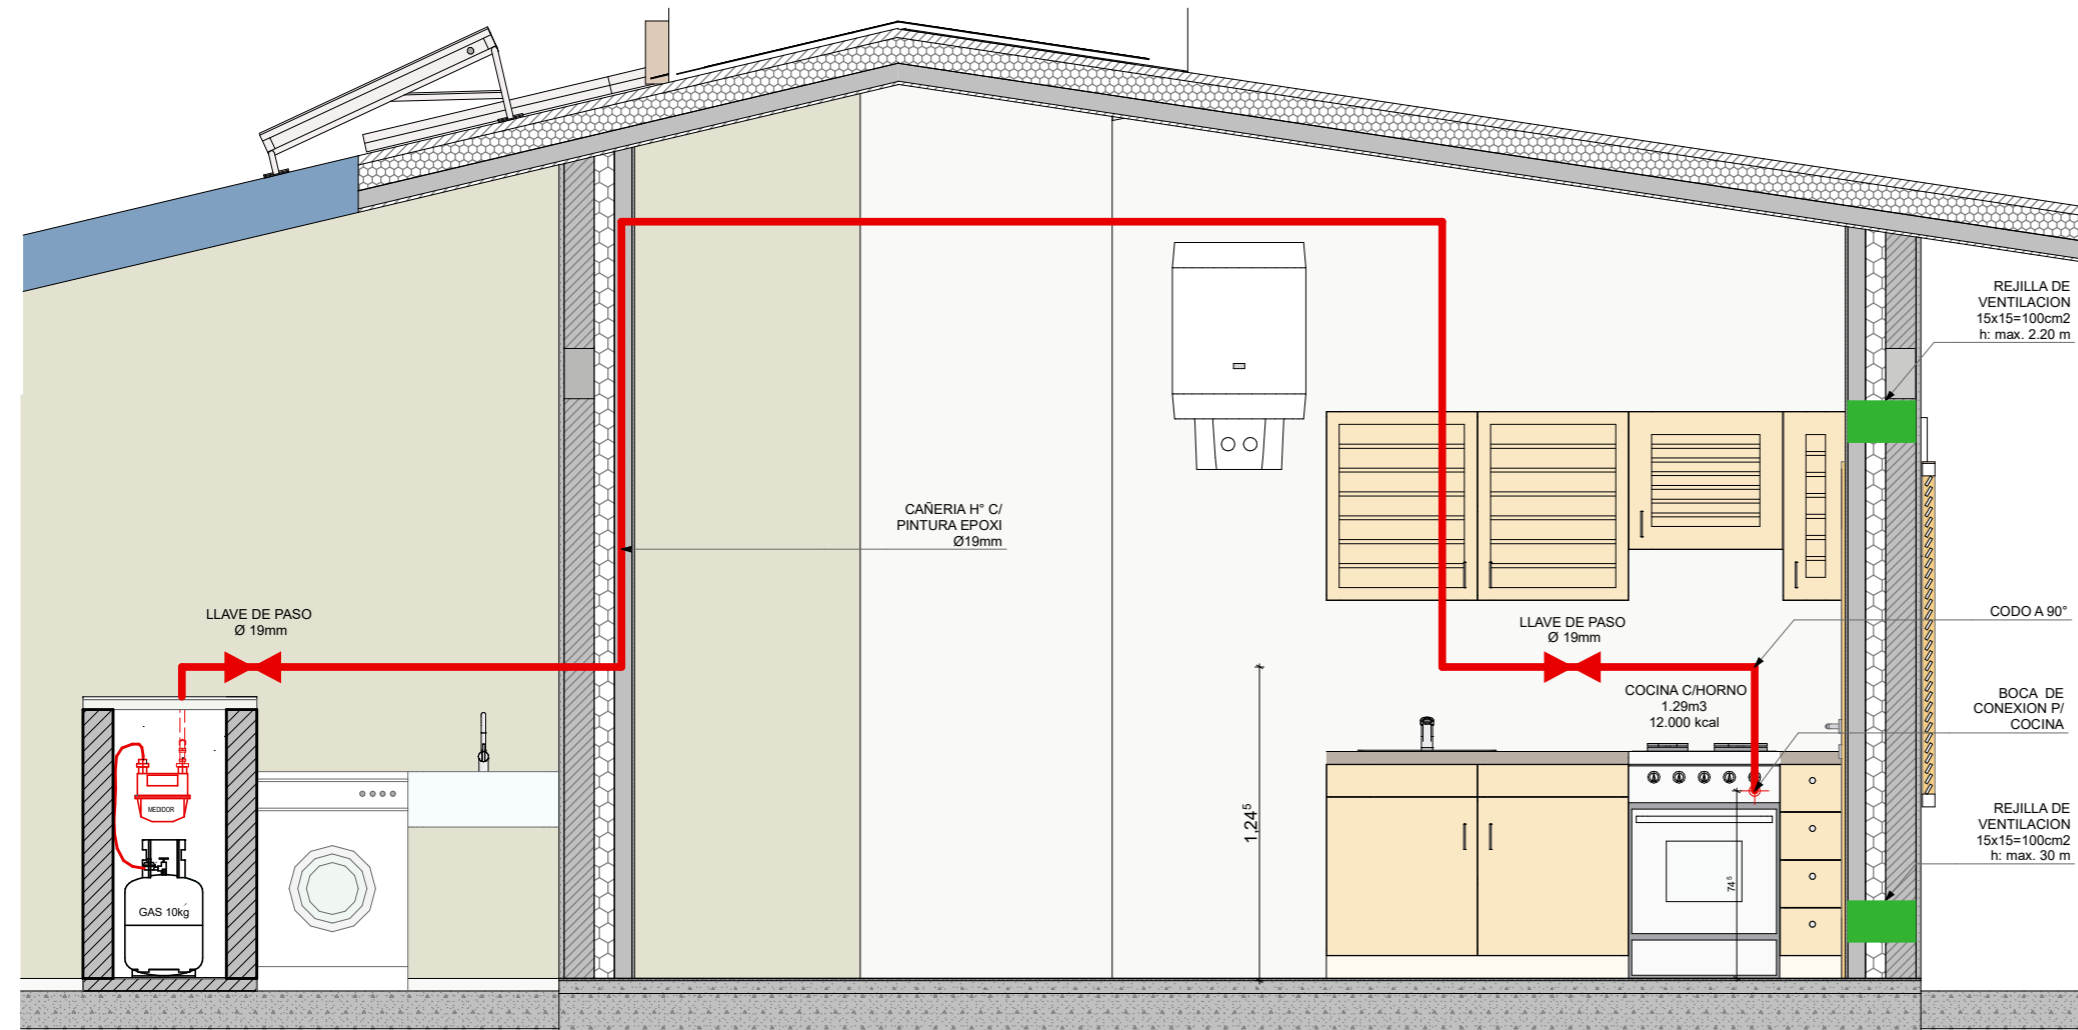 REJILLA DE
VENTILACION
15x15=100cm2
h: max. 2.20 m
CAÑERIA H° C/
PINTURA EPOXI
Ø19mm
LLAVE DE PASO
Ø 19mm
LLAVE DE PASO
Ø 19mm
CODO A 90°
COCINA C/HORNO
1.29m3
12.000 kcal
BOCA DE
CONEXION P/
COCINA
MEDIDOR
GAS 10kg
1,24⁵
74⁵
REJILLA DE
VENTILACION
15x15=100cm2
h: max. 30 m